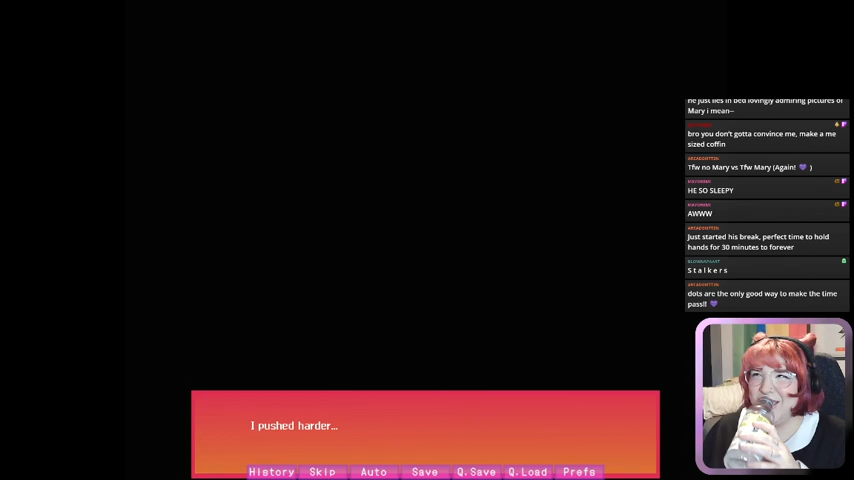 he just lies in bed lovingly admiring pictures of
Mary i mean--
bro you don't gotta convince me, make a me
sized coffin
Tfw no Mary vs Tfw Mary (Again! 💜 )
HE SO SLEEPY
AWWW
Just started his break, perfect time to hold
hands for 30 minutes to forever
S t a l k e r s
dots are the only good way to make the time
pass!! 💜
I pushed harder...
History Skip Auto Save Q.Save Q.Load Prefs